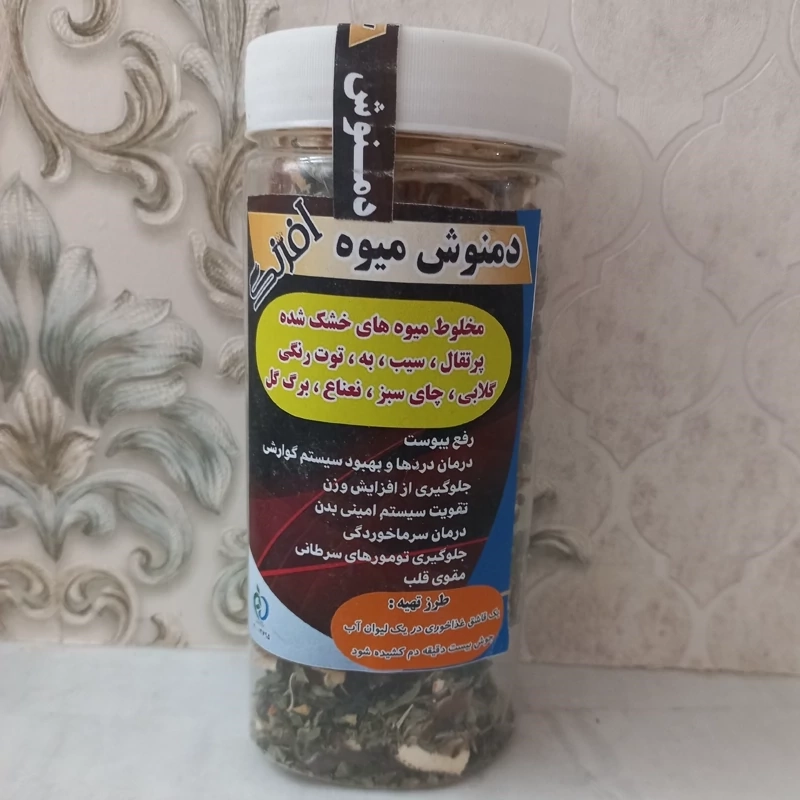 دمنوش
دمنوش میوه
مخلوط میوه های خشک شده
پرتقال ، سیب ، به ، توت رنگی
گلابی ، چای سبز ، نعناع ، برگ گل
رفع یبوست
درمان دردها و بهبود سیستم گوارشی
جلوگیری از افزایش وزن
تقویت سیستم امینی بدن
درمان سرماخوردگی
جلوگیری تومورهای سرطانی
مقوی قلب
طرز تهیه :
یک قاشق غذاخوری در یک لیوان آب
جوش بیست دقیقه دم کشیده شود